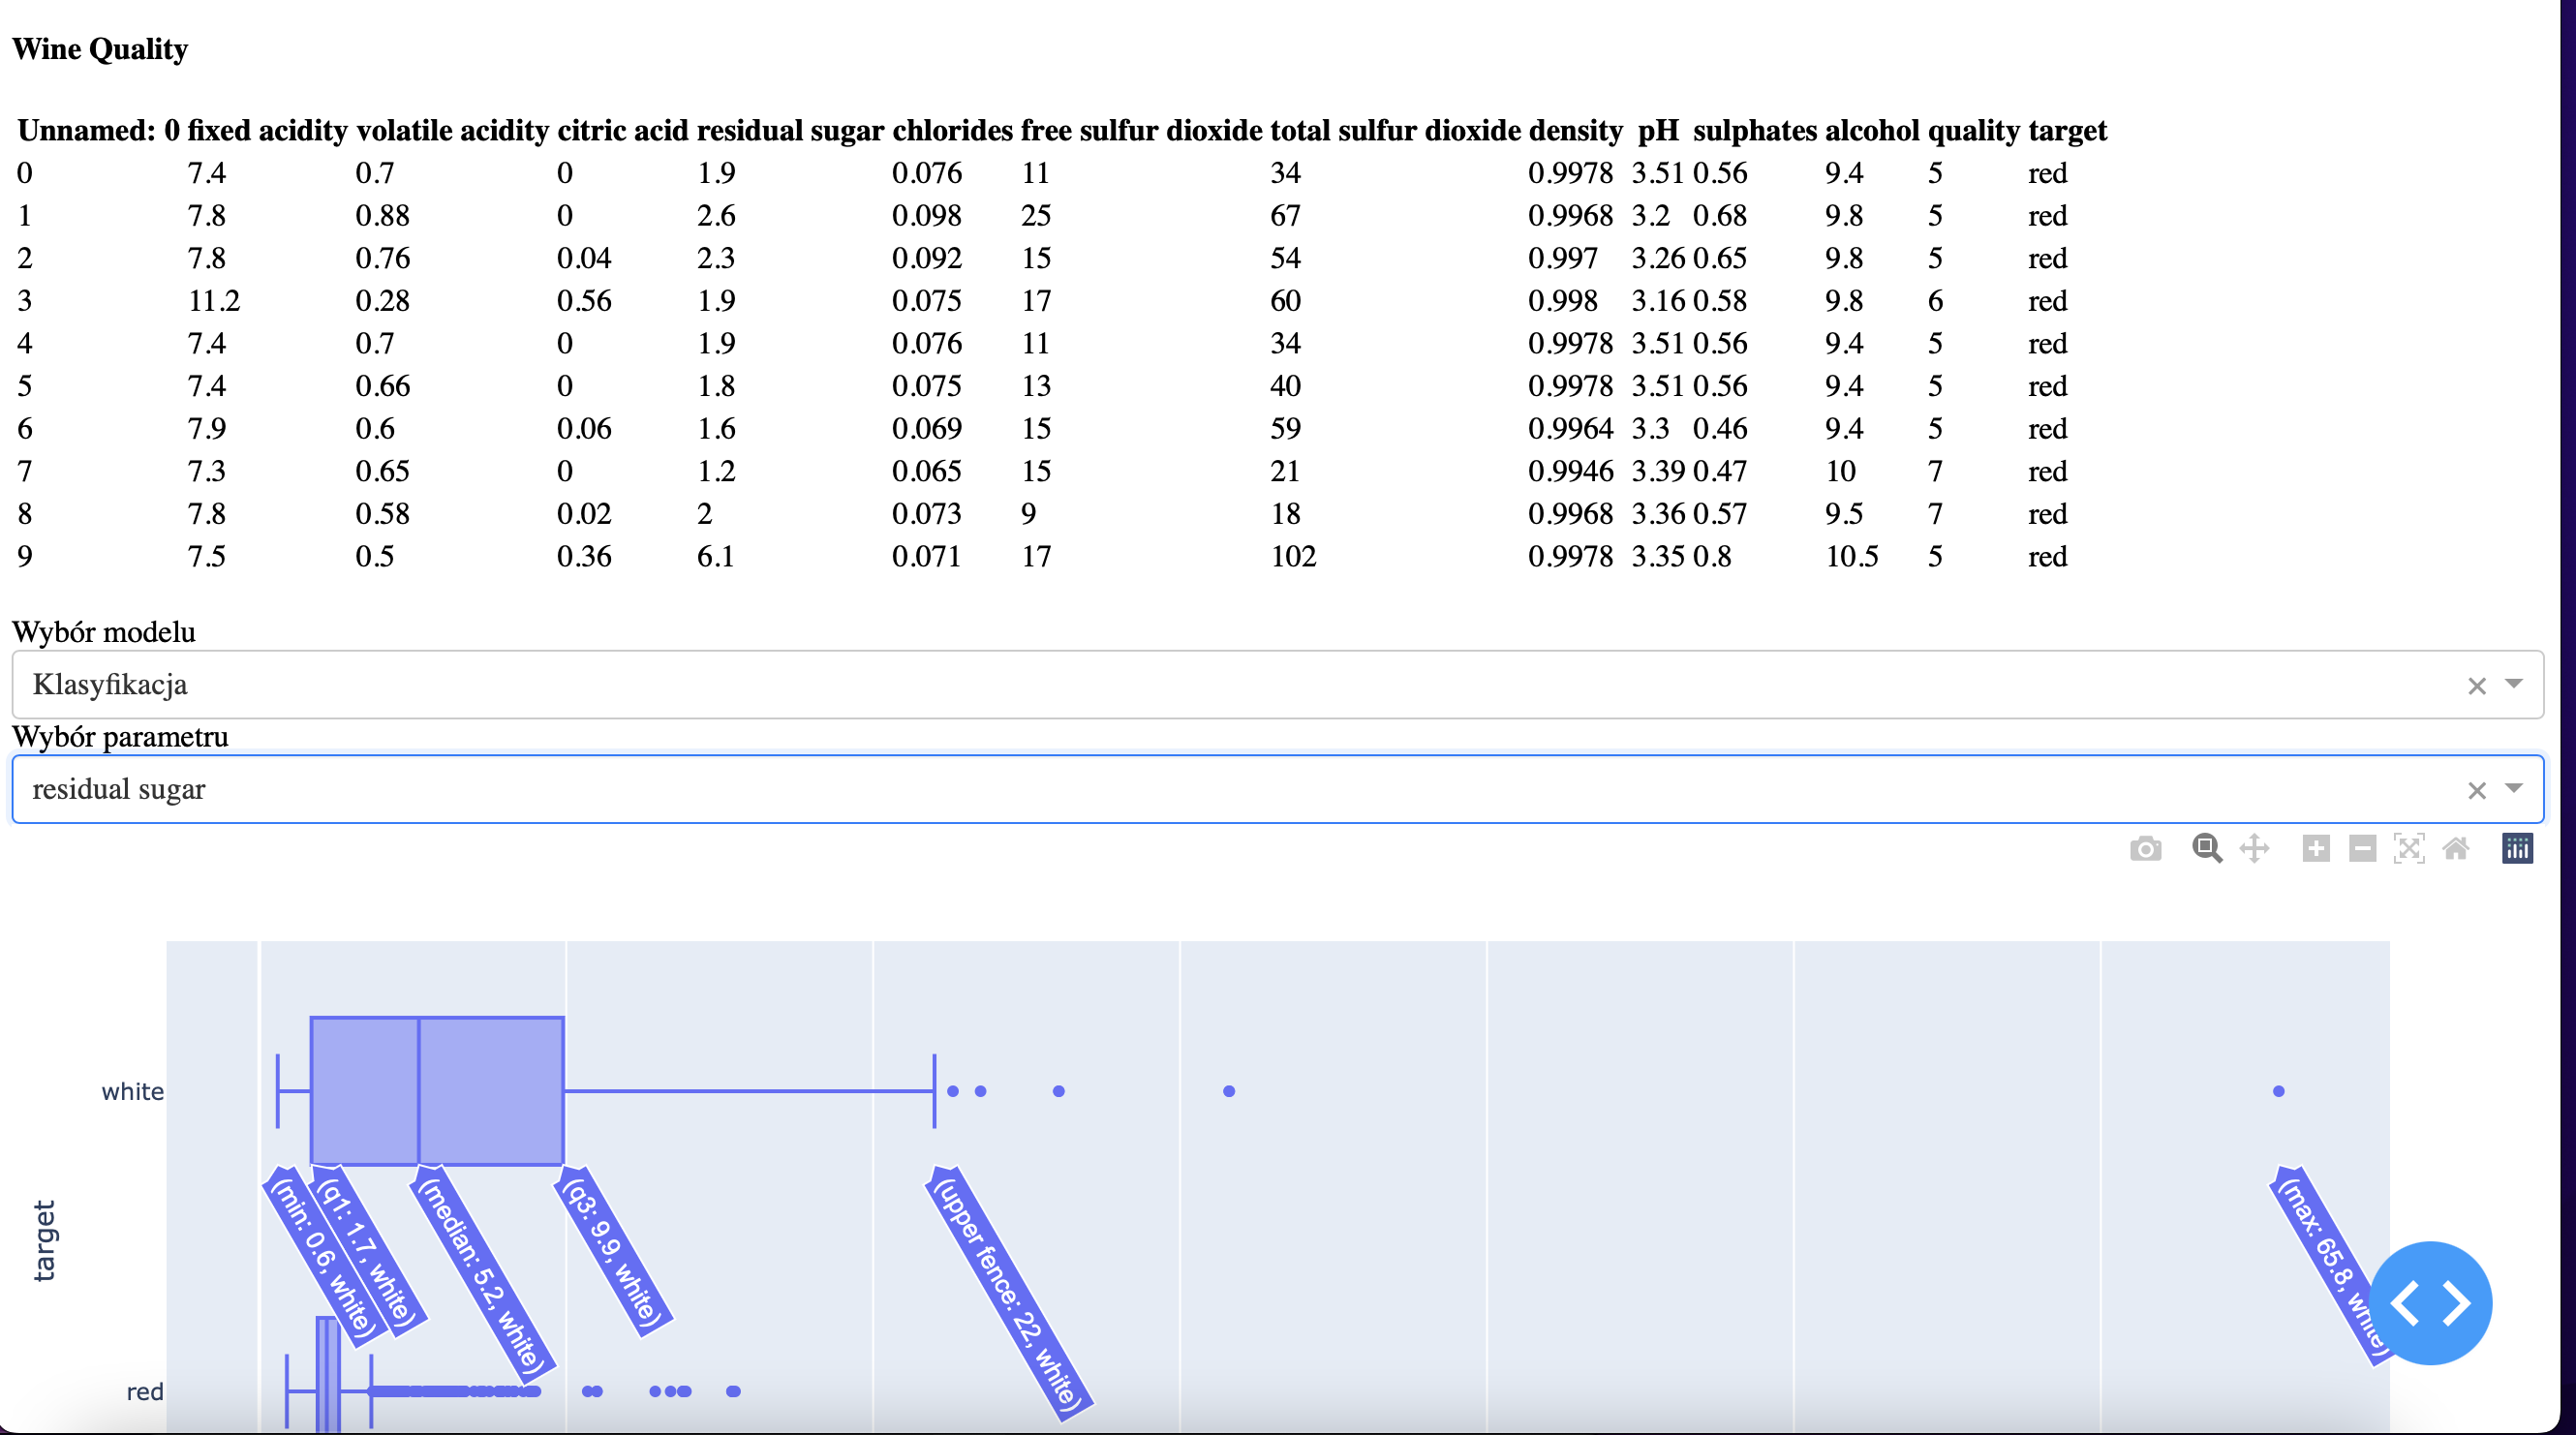 Wine Quality
Unnamed: 0 fixed acidity volatile acidity citric acid residual sugar chlorides free sulfur dioxide total sulfur dioxide density pH sulphates alcohol quality target
0 7.4 0.7 0 1.9 0.076 11 34 0.9978 3.51 0.56 9.4 5 red
1 7.8 0.88 0 2.6 0.098 25 67 0.9968 3.2 0.68 9.8 5 red
2 7.8 0.76 0.04 2.3 0.092 15 54 0.997 3.26 0.65 9.8 5 red
3 11.2 0.28 0.56 1.9 0.075 17 60 0.998 3.16 0.58 9.8 6 red
4 7.4 0.7 0 1.9 0.076 11 34 0.9978 3.51 0.56 9.4 5 red
5 7.4 0.66 0 1.8 0.075 13 40 0.9978 3.51 0.56 9.4 5 red
6 7.9 0.6 0.06 1.6 0.069 15 59 0.9964 3.3 0.46 9.4 5 red
7 7.3 0.65 0 1.2 0.065 15 21 0.9946 3.39 0.47 10 7 red
8 7.8 0.58 0.02 2 0.073 9 18 0.9968 3.36 0.57 9.5 7 red
9 7.5 0.5 0.36 6.1 0.071 17 102 0.9978 3.35 0.8 10.5 5 red
Wybór modelu
Klasyfikacja
Wybór parametru
residual sugar
white
(min: 0.6, white)
(q1: 1.7, white)
(median: 5.2, white)
(q3: 9.9, white)
(upper fence: 22, white)
(max: 65.8, white)
target
red